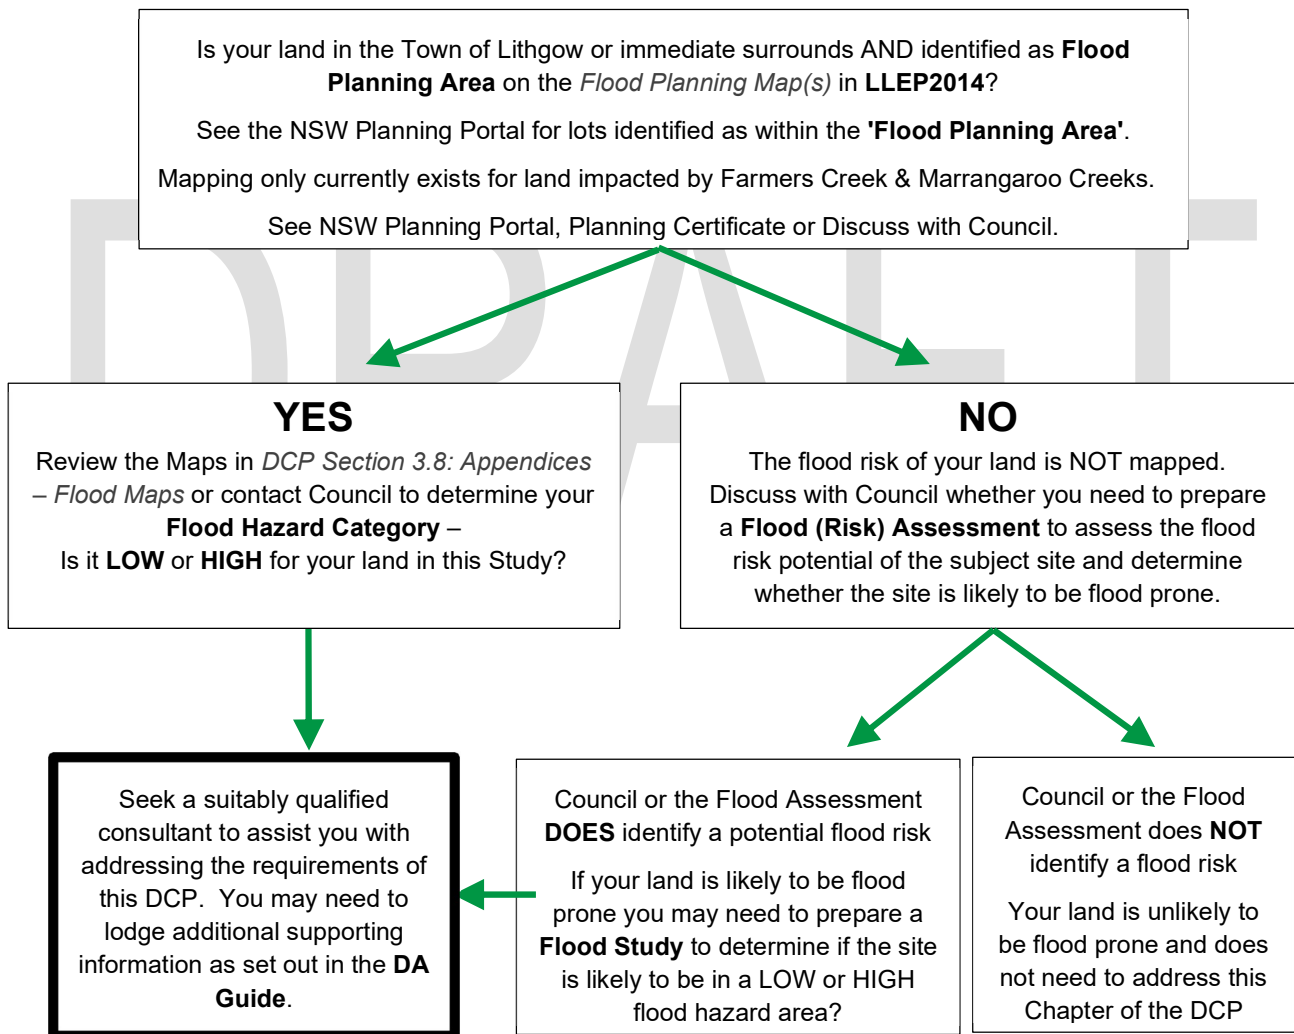 Is your land in the Town of Lithgow or immediate surrounds AND identified as Flood
Planning Area on the Flood Planning Map(s) in LLEP2014?
See the NSW Planning Portal for lots identified as within the 'Flood Planning Area'.
Mapping only currently exists for land impacted by Farmers Creek & Marrangaroo Creeks.
See NSW Planning Portal, Planning Certificate or Discuss with Council.
DRAFT
YES
Review the Maps in DCP Section 3.8: Appendices
– Flood Maps or contact Council to determine your
Flood Hazard Category –
Is it LOW or HIGH for your land in this Study?
NO
The flood risk of your land is NOT mapped.
Discuss with Council whether you need to prepare
a Flood (Risk) Assessment to assess the flood
risk potential of the subject site and determine
whether the site is likely to be flood prone.
Seek a suitably qualified
consultant to assist you with
addressing the requirements of
this DCP. You may need to
lodge additional supporting
information as set out in the DA
Guide.
Council or the Flood Assessment
DOES identify a potential flood risk
If your land is likely to be flood
prone you may need to prepare a
Flood Study to determine if the site
is likely to be in a LOW or HIGH
flood hazard area?
Council or the Flood
Assessment does NOT
identify a flood risk
Your land is unlikely to
be flood prone and does
not need to address this
Chapter of the DCP